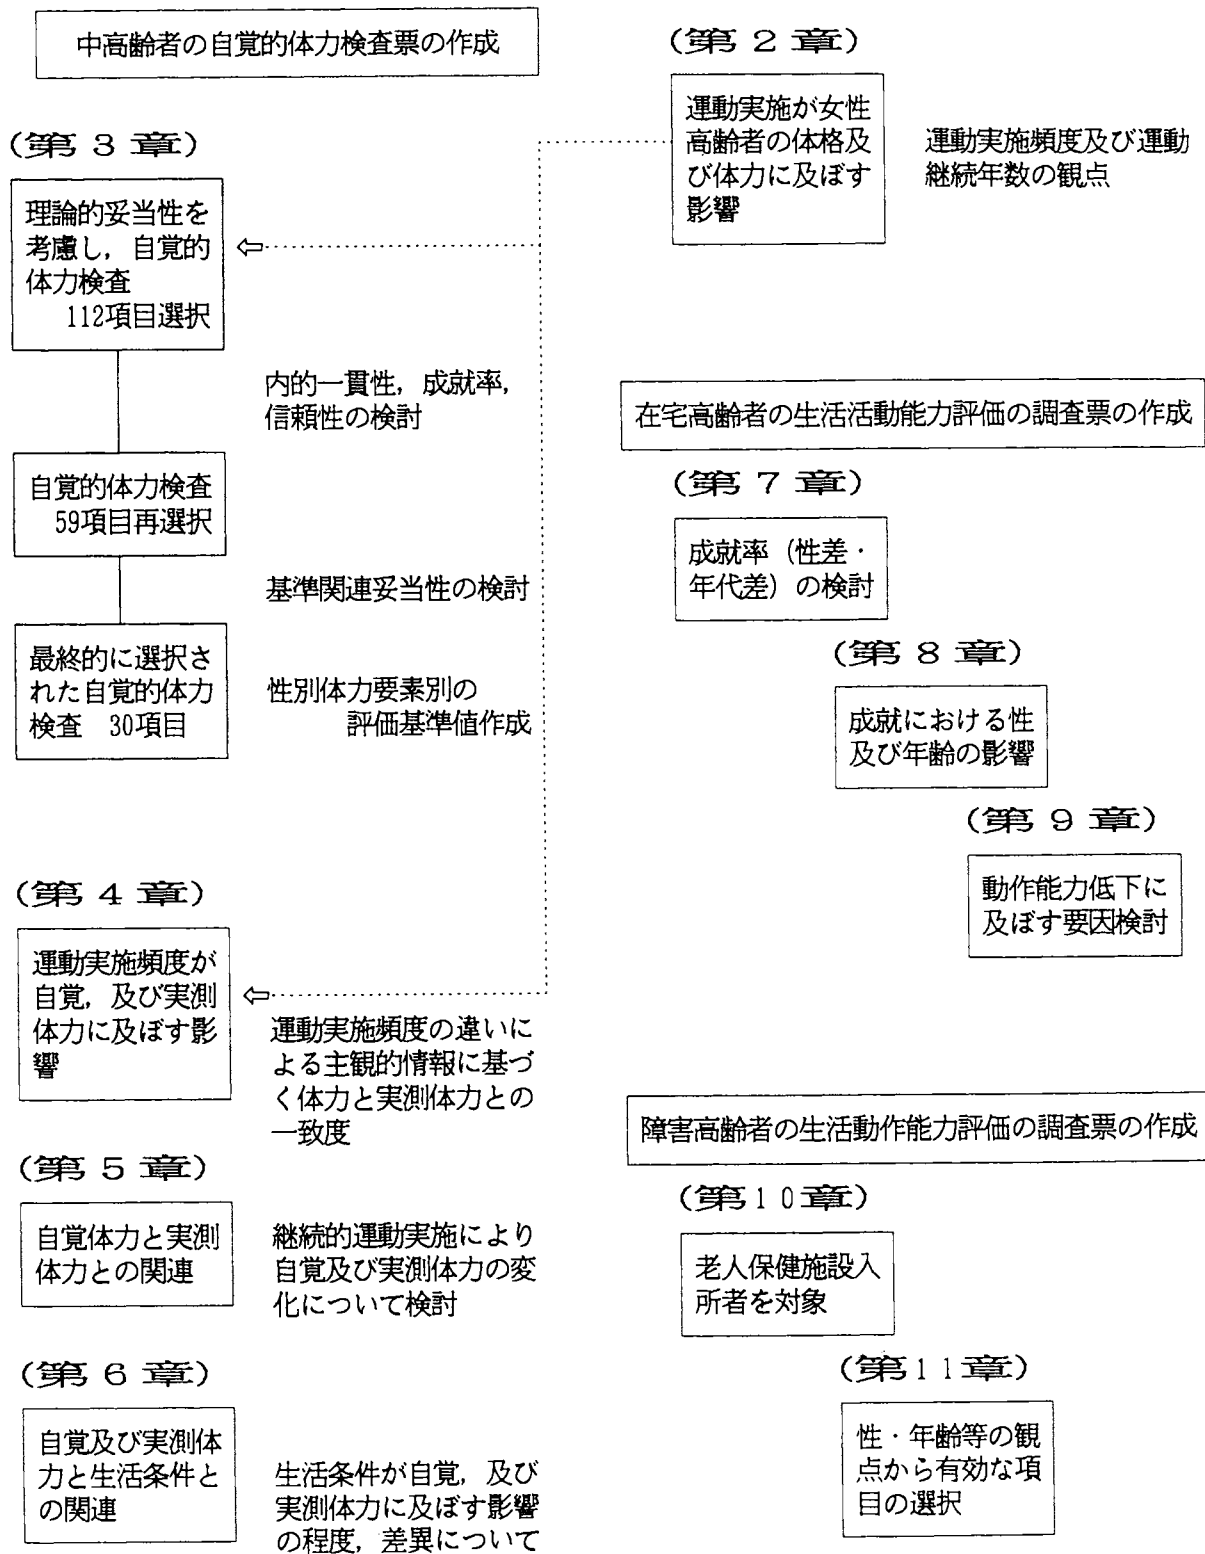 中高齢者の自覚的体力検査票の作成
(第3章)
理論的妥当性を
考慮し,自覚的
体力検査
112項目選択
内的一貫性,成就率,
信頼性の検討
自覚的体力検査
59項目再選択
基準関連妥当性の検討
最終的に選択さ
れた自覚的体力
検査 30項目
性別体力要素別の
評価基準値作成
(第4章)
運動実施頻度が
自覚,及び実測
体力に及ぼす影
響
運動実施頻度の違いに
よる主観的情報に基づ
く体力と実測体力との
一致度
(第5章)
自覚体力と実測
体力との関連
継続的運動実施により
自覚及び実測体力の変
化について検討
(第6章)
自覚及び実測体
力と生活条件と
の関連
生活条件が自覚,及び
実測体力に及ぼす影響
の程度,差異について
(第2章)
運動実施が女性
高齢者の体格及
び体力に及ぼす
影響
運動実施頻度及び運動
継続年数の観点
在宅高齢者の生活活動能力評価の調査票の作成
(第7章)
成就率(性差・
年代差)の検討
(第8章)
成就における性
及び年齢の影響
(第9章)
動作能力低下に
及ぼす要因検討
障害高齢者の生活動作能力評価の調査票の作成
(第10章)
老人保健施設入
所者を対象
(第11章)
性・年齢等の観
点から有効な項
目の選択